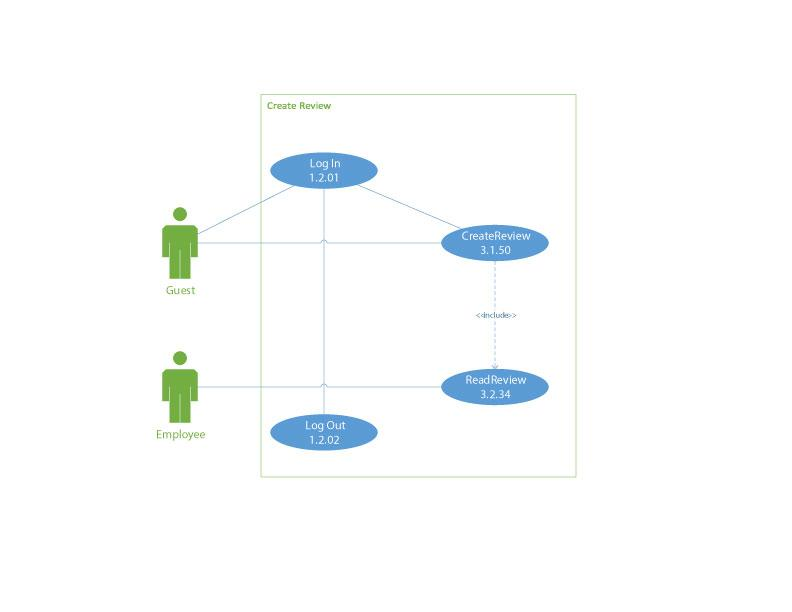 Create Review
Log In
1.2.01
CreateReview
3.1.50
Guest
<<include>>
ReadReview
3.2.34
Employee
Log Out
1.2.02